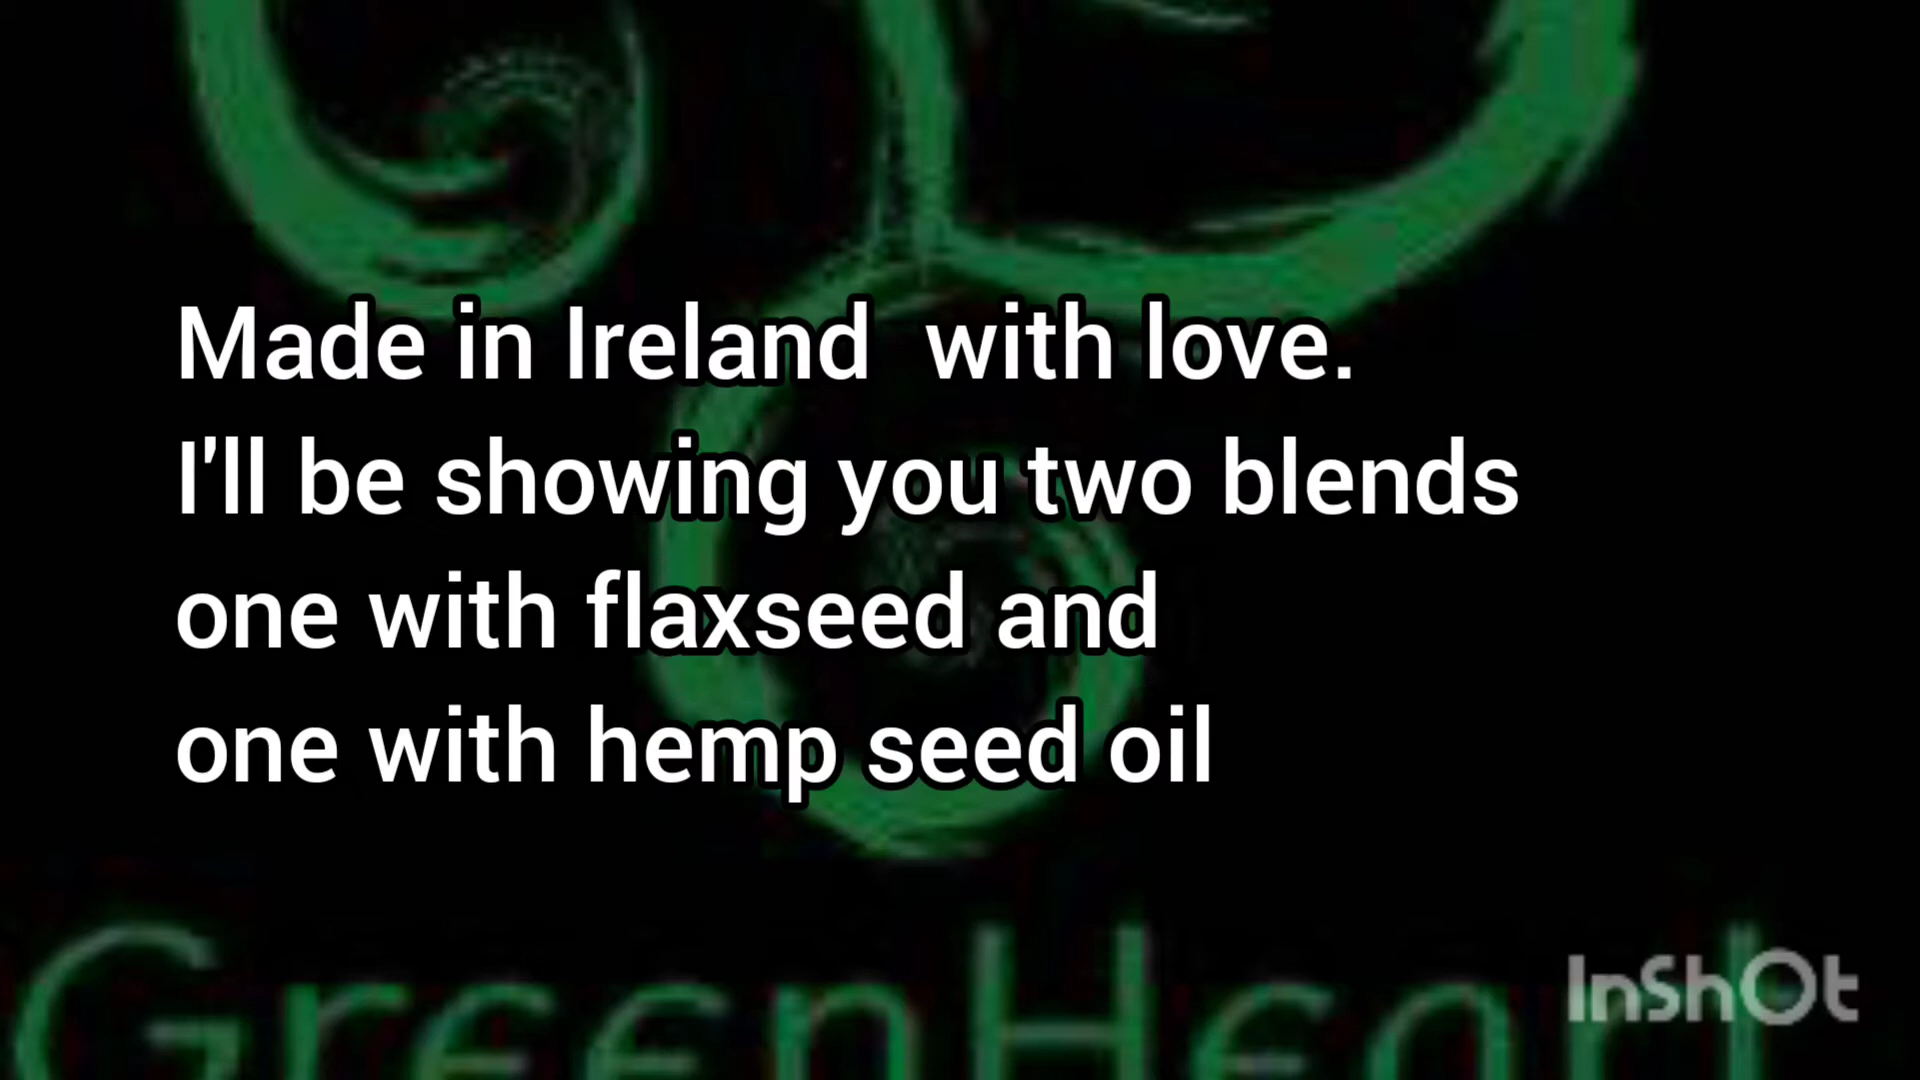 Made in Ireland  with love.
I'll be showing you two blends
one with flaxseed and
one with hemp seed oil
GreenHeart
InShOt